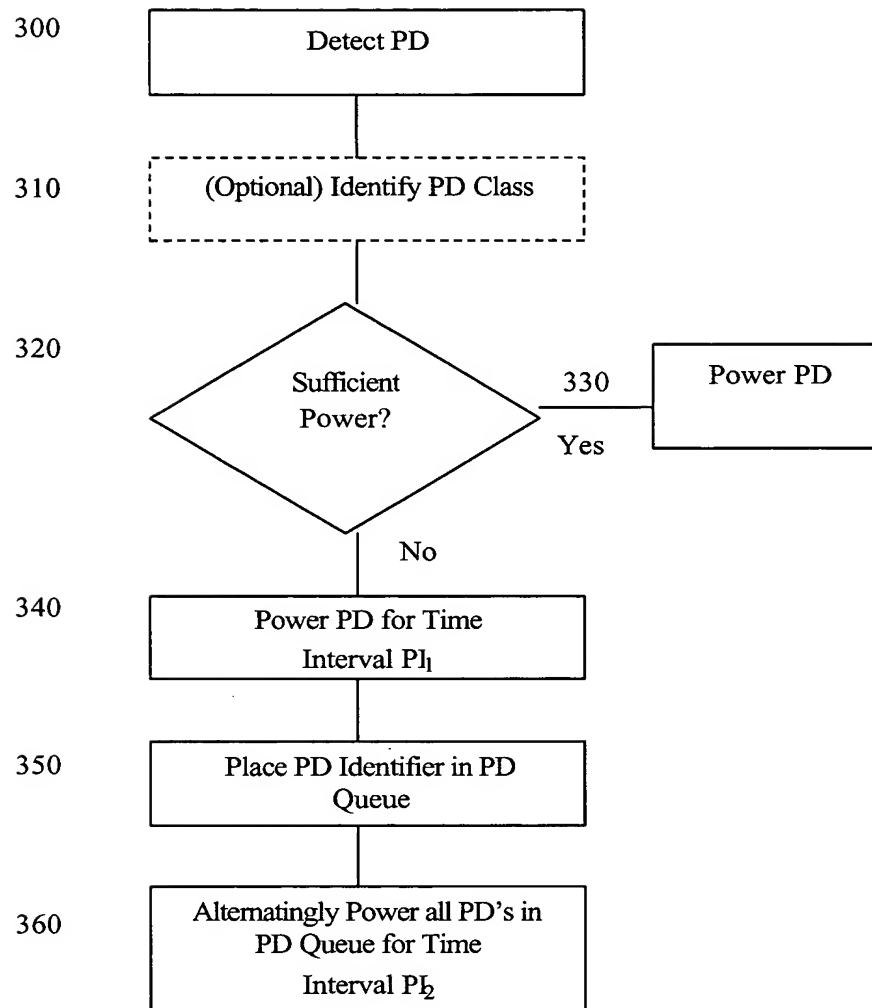 300
Detect PD
310
(Optional) Identify PD Class
320
Sufficient
Power?
330
Yes
Power PD
No
340
Power PD for Time
Interval PI₁
350
Place PD Identifier in PD
Queue
360
Alternatingly Power all PD's in
PD Queue for Time
Interval PI₂